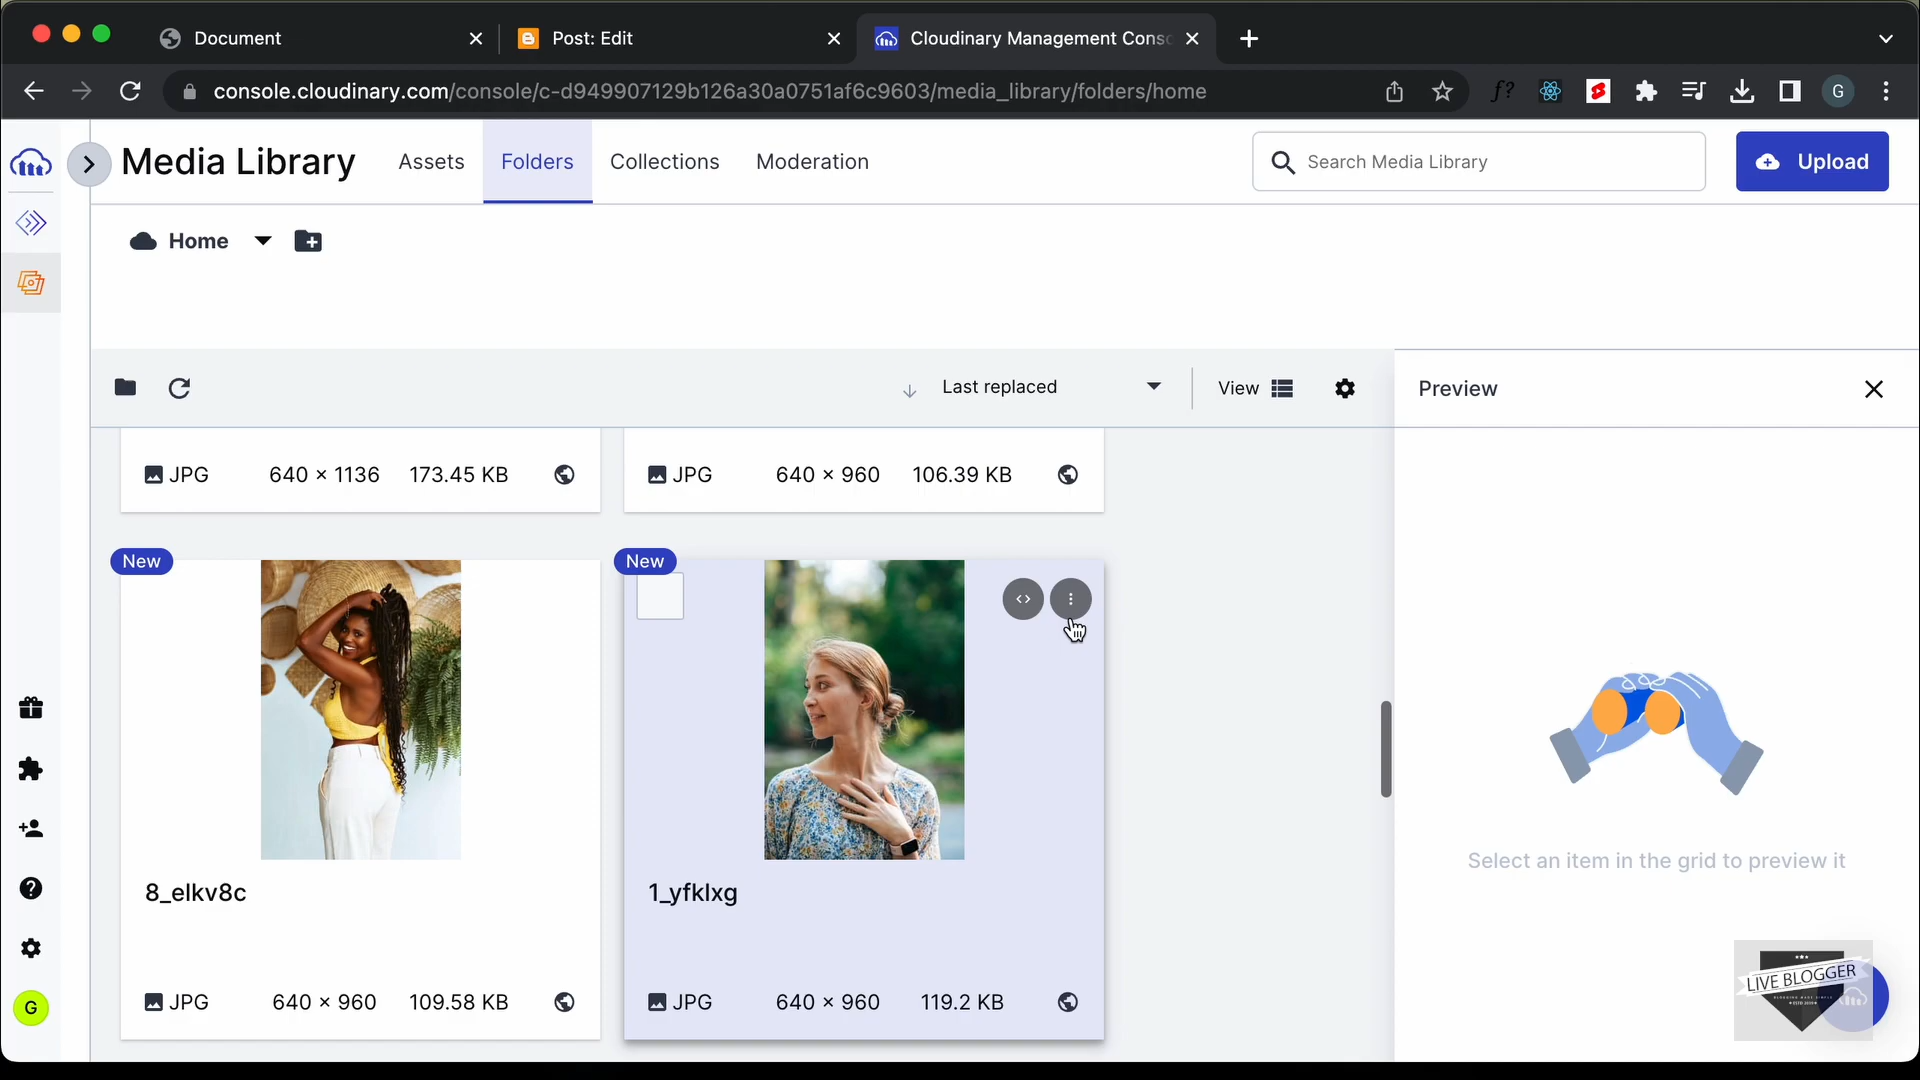 Document
Post: Edit
Cloudinary Management Conso
console.cloudinary.com/console/c-d949907129b126a30a0751af6c9603/media_library/folders/home
f?
G
Media Library
Assets
Folders
Collections
Moderation
Search Media Library
Upload
Home
Last replaced
View
Preview
JPG 640 × 1136 173.45 KB
JPG 640 × 960 106.39 KB
New
New
8_elkv8c
1_yfklxg
JPG 640 × 960 109.58 KB
JPG 640 × 960 119.2 KB
Select an item in the grid to preview it
G
LIVE BLOGGER